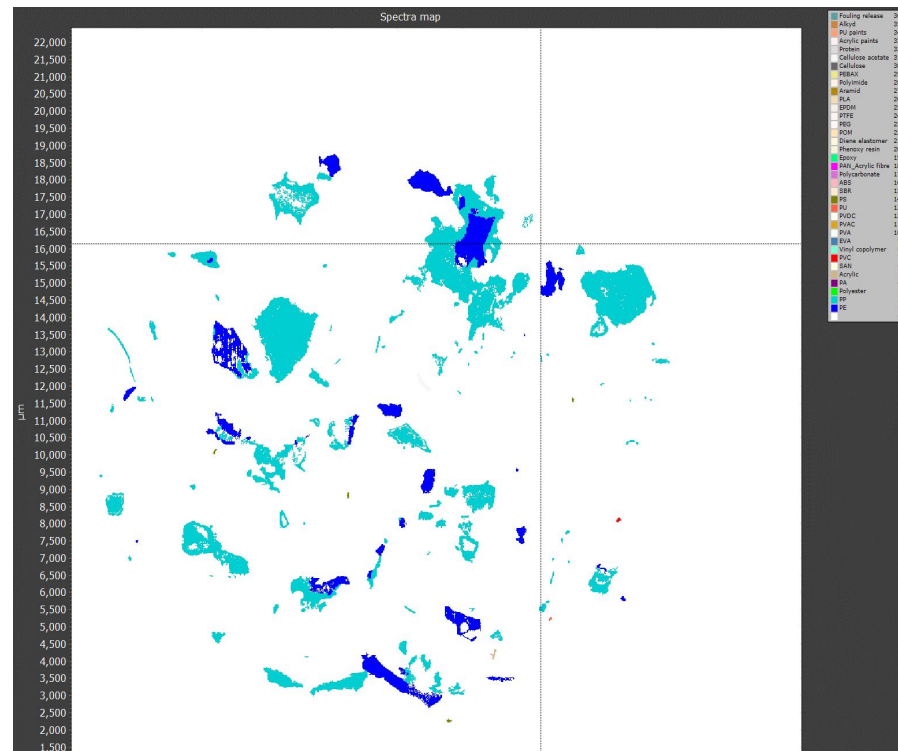 Spectra map
22,000
21,500
21,000
20,500
20,000
19,500
19,000
18,500
18,000
17,500
17,000
16,500
16,000
15,500
15,000
14,500
14,000
13,500
13,000
12,500
12,000
11,500
11,000
10,500
10,000
9,500
9,000
8,500
8,000
7,500
7,000
6,500
6,000
5,500
5,000
4,500
4,000
3,500
3,000
2,500
2,000
1,500
µm
Fouling release
Alkyd
PU paints
Acrylic paints
Protein
Cellulose acetate
Cellulose
PEBAX
Polyimide
Aramid
PLA
EPDM
PTFE
PEG
POM
Diene elastomer
Phenoxy resin
Epoxy
PAN_Acrylic fibre
Polycarbonate
ABS
SBR
PS
PU
PVDC
PVAC
PVA
EVA
Vinyl copolymer
PVC
SAN
Acrylic
PA
Polyester
PP
PE